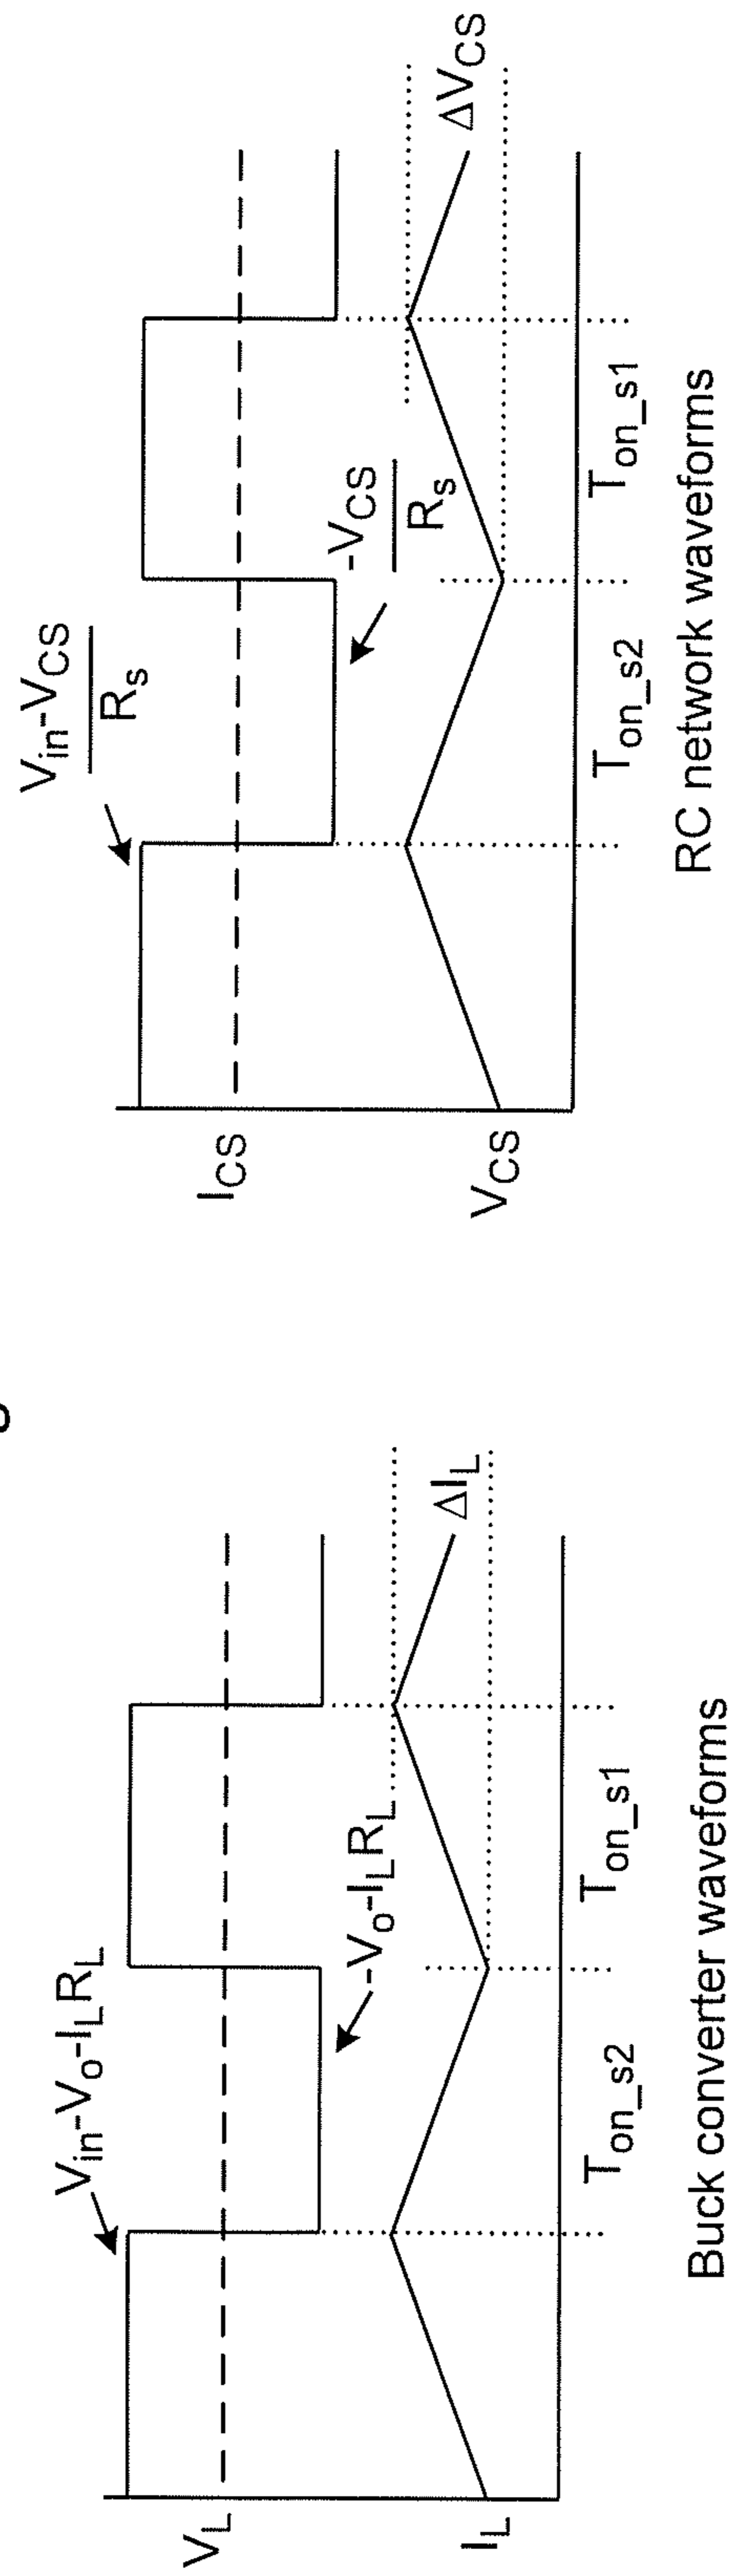 Vin-Vo-ILRL
VL
-Vo-ILRL
IL
ΔIL
Ton_s2
Ton_s1
Buck converter waveforms
Vin-VCS
Rs
ICS
-VCS
Rs
VCS
ΔVCS
Ton_s2
Ton_s1
RC network waveforms